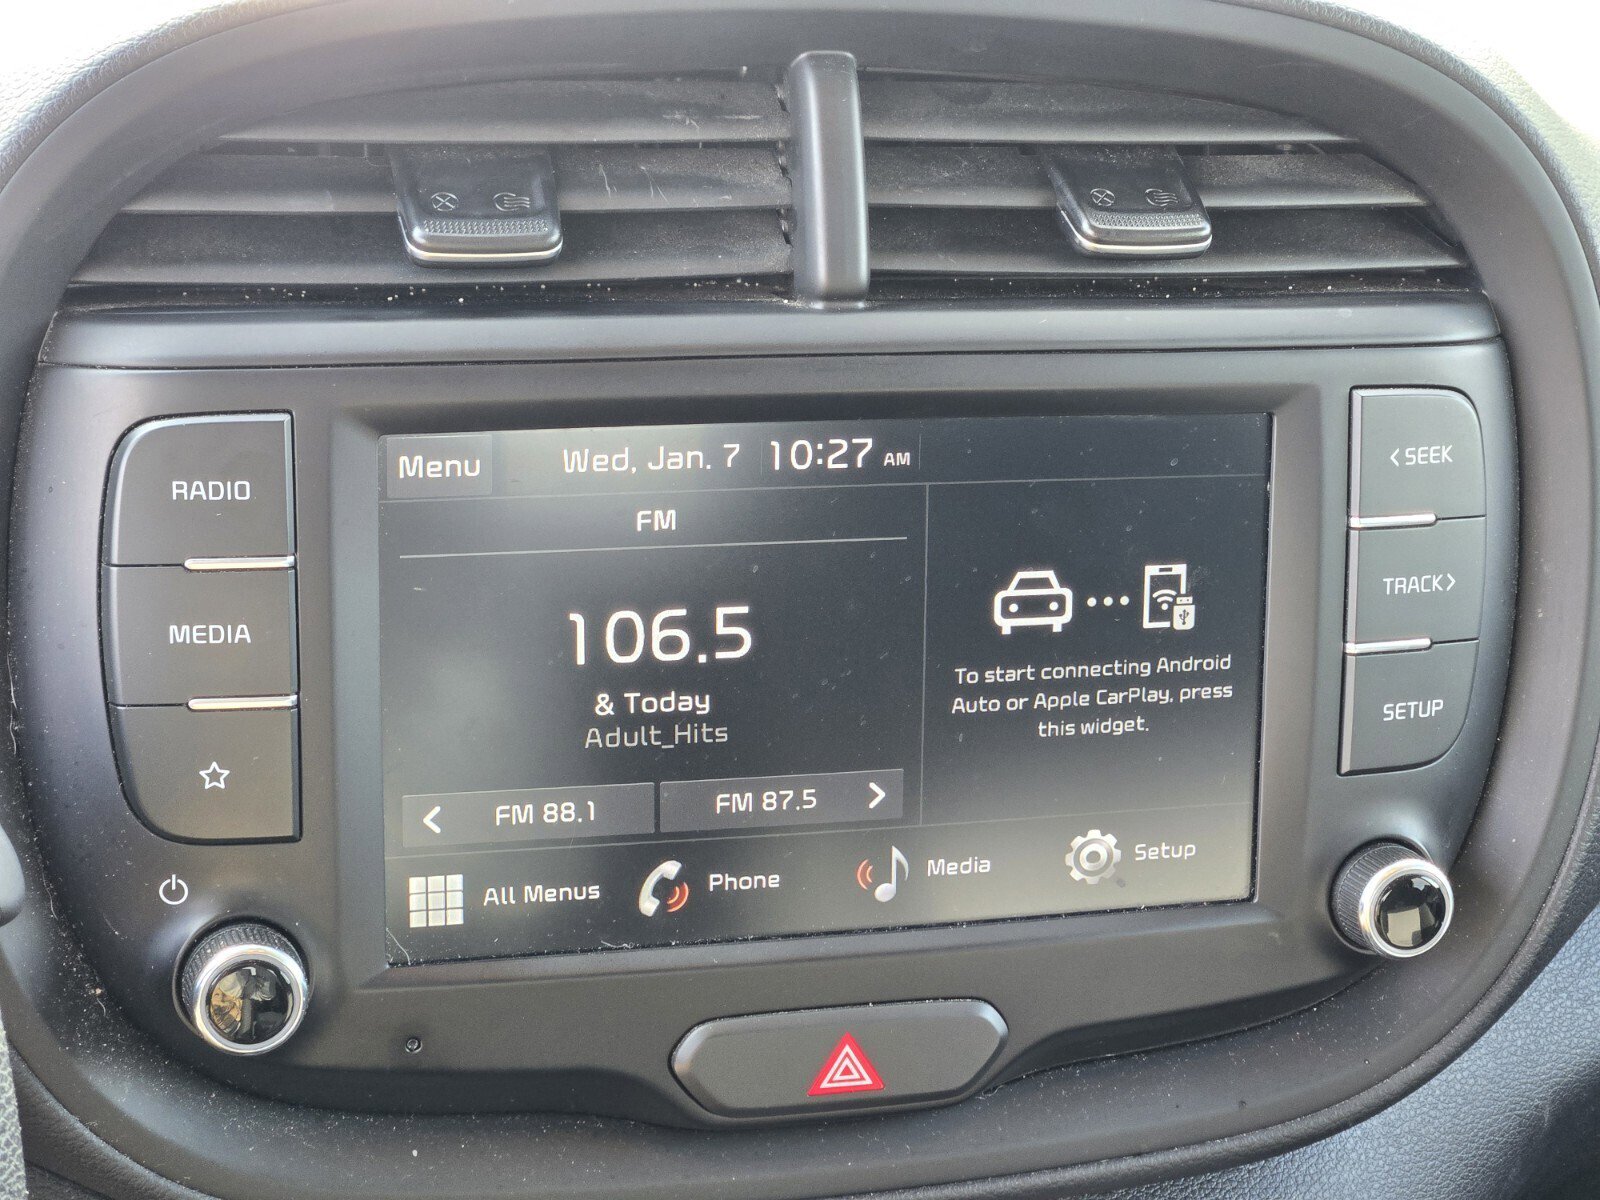 RADIO
MEDIA
Menu
Wed, Jan. 7 10:27 AM
FM
106.5
& Today
Adult_Hits
< FM 88.1
FM 87.5 >
To start connecting Android
Auto or Apple CarPlay, press
this widget.
All Menus
Phone
Media
Setup
<SEEK
TRACK>
SETUP